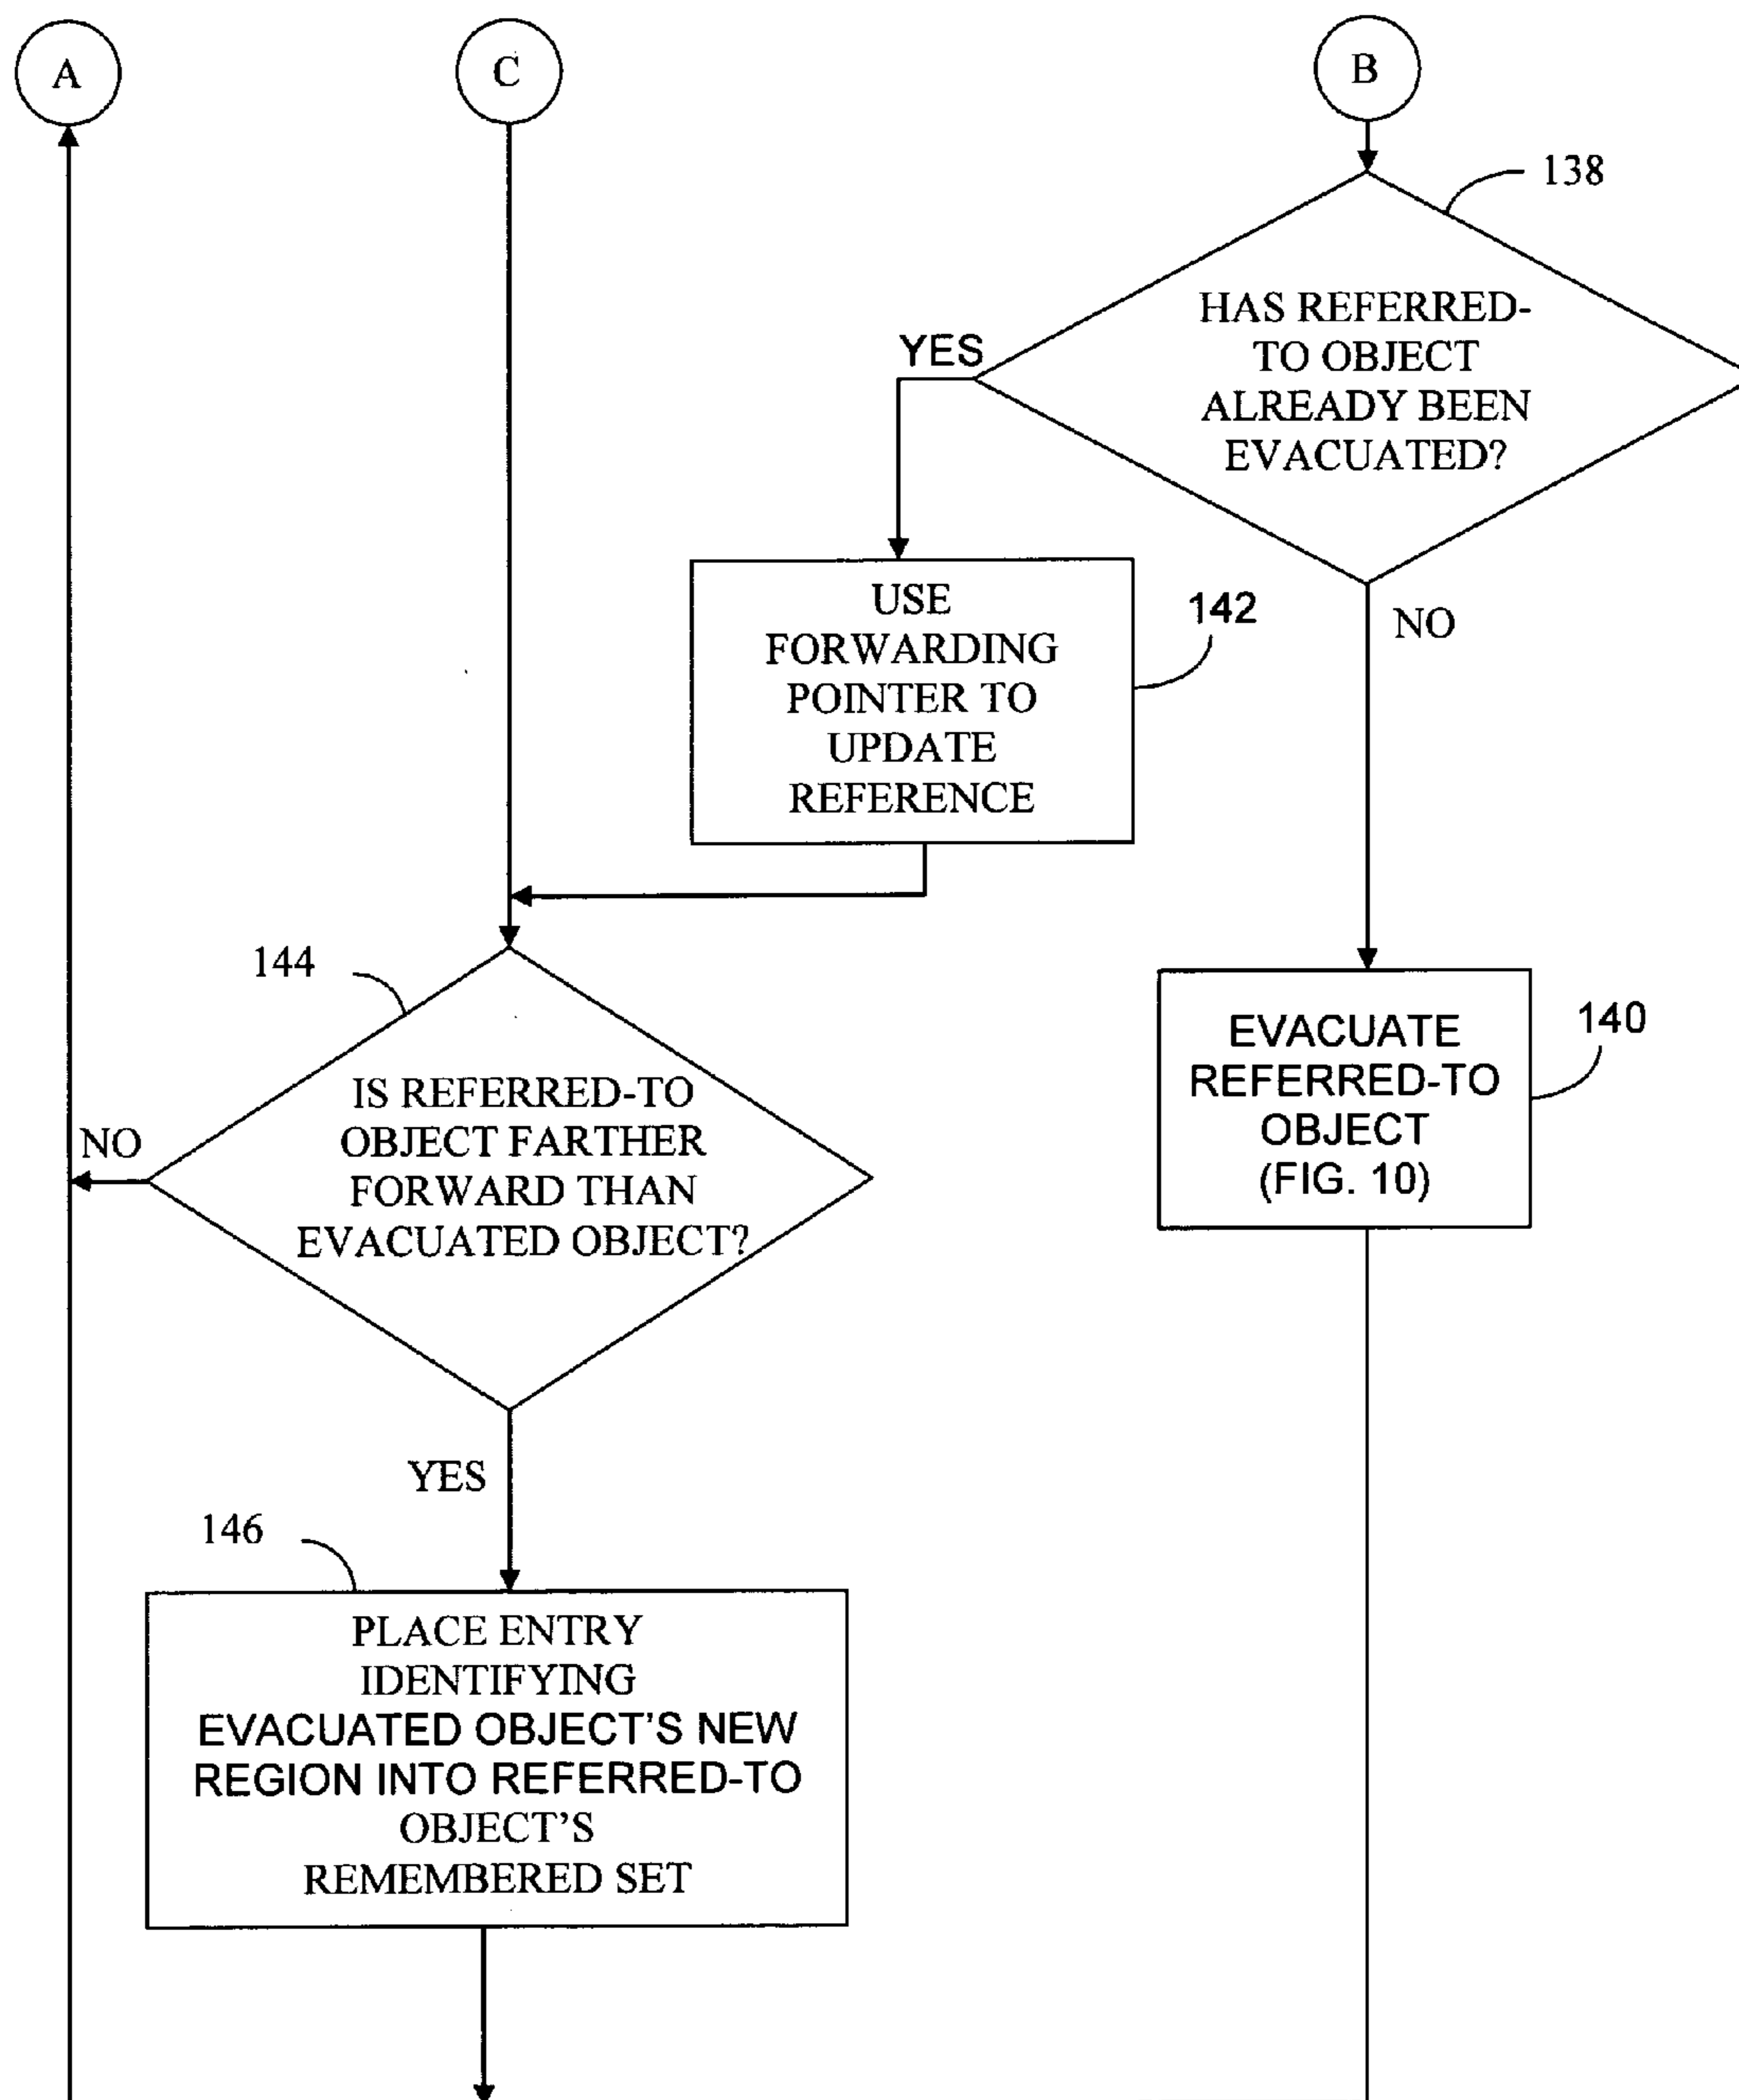 A
C
B
138
HAS REFERRED-
TO OBJECT
ALREADY BEEN
EVACUATED?
YES
NO
USE
FORWARDING
POINTER TO
UPDATE
REFERENCE
142
144
IS REFERRED-TO
OBJECT FARTHER
FORWARD THAN
EVACUATED OBJECT?
NO
YES
EVACUATE
REFERRED-TO
OBJECT
(FIG. 10)
140
146
PLACE ENTRY
IDENTIFYING
EVACUATED OBJECT'S NEW
REGION INTO REFERRED-TO
OBJECT'S
REMEMBERED SET